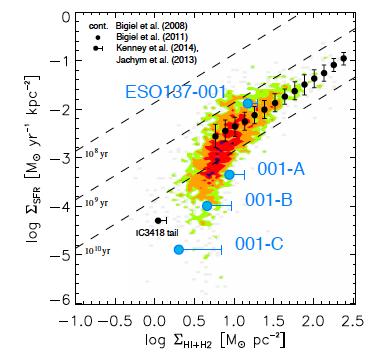 −0
−1
−2
−3
−4
−5
−6
log Σ_SFR [M⊙ yr⁻¹ kpc⁻²]
cont. Bigiel et al. (2008)
Bigiel et al. (2011)
Kenney et al. (2014),
Jachym et al. (2013)
ESO137-001
10⁸ yr
001-A
10⁹ yr
001-B
IC3418 tail
001-C
10¹⁰ yr
−1.0 −0.5 0.0 0.5 1.0 1.5 2.0 2.5
log Σ_HI+H2 [M⊙ pc⁻²]